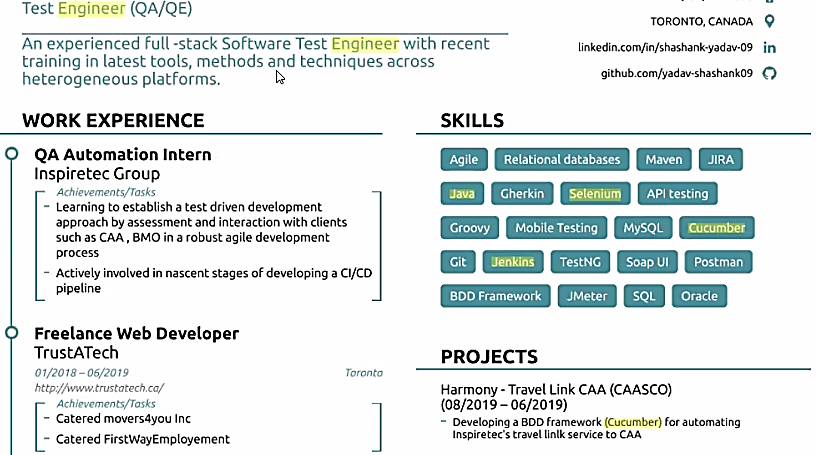 Test Engineer (QA/QE)
An experienced full -stack Software Test Engineer with recent
training in latest tools, methods and techniques across
heterogeneous platforms.
TORONTO, CANADA
linkedin.com/in/shashank-yadav-09
github.com/yadav-shashank09
WORK EXPERIENCE
QA Automation Intern
Inspiretec Group
Achievements/Tasks
– Learning to establish a test driven development
approach by assessment and interaction with clients
such as CAA , BMO in a robust agile development
process
– Actively involved in nascent stages of developing a CI/CD
pipeline
Freelance Web Developer
TrustATech
01/2018 – 06/2019 Toronto
http://www.trustatech.ca/
Achievements/Tasks
– Catered movers4you Inc
– Catered FirstWayEmployement
SKILLS
Agile Relational databases Maven JIRA
Java Gherkin Selenium API testing
Groovy Mobile Testing MySQL Cucumber
Git Jenkins TestNG Soap UI Postman
BDD Framework JMeter SQL Oracle
PROJECTS
Harmony - Travel Link CAA (CAASCO)
(08/2019 – 06/2019)
– Developing a BDD framework (Cucumber) for automating
Inspiretec's travel linlk service to CAA